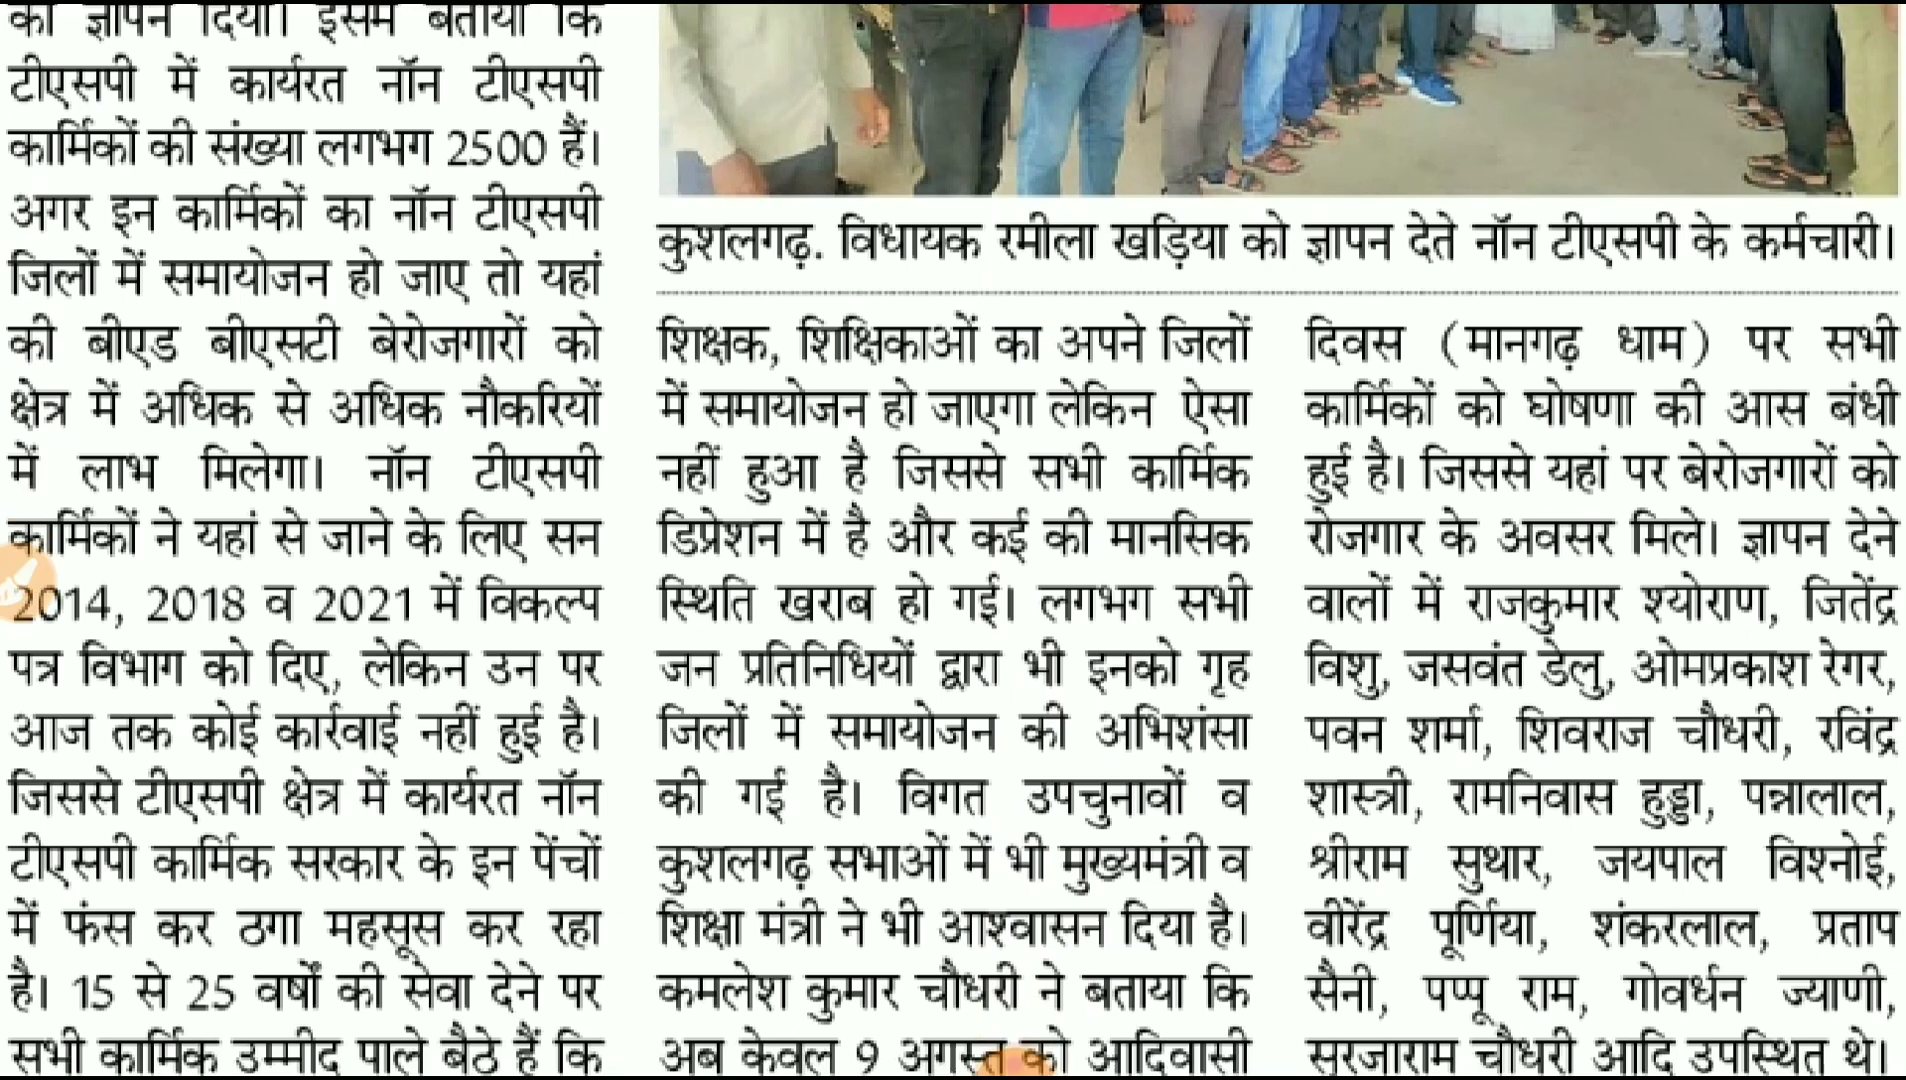 को ज्ञापन दिया। इसमें बताया कि
टीएसपी में कार्यरत नॉन टीएसपी
कार्मिकों की संख्या लगभग 2500 हैं।
अगर इन कार्मिकों का नॉन टीएसपी
जिलों में समायोजन हो जाए तो यहां
की बीएड बीएसटी बेरोजगारों को
क्षेत्र में अधिक से अधिक नौकरियों
में लाभ मिलेगा। नॉन टीएसपी
कार्मिकों ने यहां से जाने के लिए सन
2014, 2018 व 2021 में विकल्प
पत्र विभाग को दिए, लेकिन उन पर
आज तक कोई कार्रवाई नहीं हुई है।
जिससे टीएसपी क्षेत्र में कार्यरत नॉन
टीएसपी कार्मिक सरकार के इन पेंचों
में फंस कर ठगा महसूस कर रहा
है। 15 से 25 वर्षों की सेवा देने पर
सभी कार्मिक उम्मीद पाले बैठे हैं कि
कुशलगढ़. विधायक रमीला खड़िया को ज्ञापन देते नॉन टीएसपी के कर्मचारी।
शिक्षक, शिक्षिकाओं का अपने जिलों
में समायोजन हो जाएगा लेकिन ऐसा
नहीं हुआ है जिससे सभी कार्मिक
डिप्रेशन में है और कई की मानसिक
स्थिति खराब हो गई। लगभग सभी
जन प्रतिनिधियों द्वारा भी इनको गृह
जिलों में समायोजन की अभिशंसा
की गई है। विगत उपचुनावों व
कुशलगढ़ सभाओं में भी मुख्यमंत्री व
शिक्षा मंत्री ने भी आश्वासन दिया है।
कमलेश कुमार चौधरी ने बताया कि
अब केवल 9 अगस्त को आदिवासी
दिवस (मानगढ़ धाम) पर सभी
कार्मिकों को घोषणा की आस बंधी
हुई है। जिससे यहां पर बेरोजगारों को
रोजगार के अवसर मिले। ज्ञापन देने
वालों में राजकुमार श्योराण, जितेंद्र
विशु, जसवंत डेलु, ओमप्रकाश रेगर,
पवन शर्मा, शिवराज चौधरी, रविंद्र
शास्त्री, रामनिवास हुड्डा, पन्नालाल,
श्रीराम सुथार, जयपाल विश्नोई,
वीरेंद्र पूर्णिया, शंकरलाल, प्रताप
सैनी, पप्पू राम, गोवर्धन ज्याणी,
सुरजाराम चौधरी आदि उपस्थित थे।